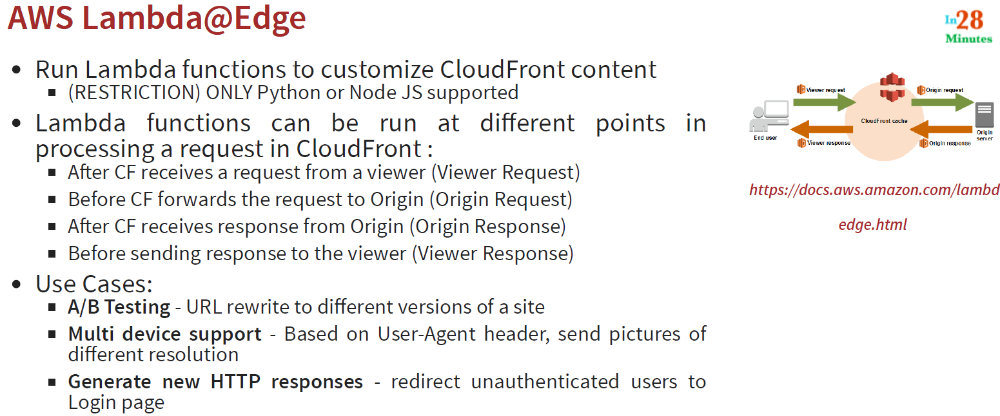 AWS Lambda@Edge
In28
Minutes
• Run Lambda functions to customize CloudFront content
▪ (RESTRICTION) ONLY Python or Node JS supported
• Lambda functions can be run at different points in
processing a request in CloudFront :
▪ After CF receives a request from a viewer (Viewer Request)
▪ Before CF forwards the request to Origin (Origin Request)
▪ After CF receives response from Origin (Origin Response)
▪ Before sending response to the viewer (Viewer Response)
• Use Cases:
▪ A/B Testing - URL rewrite to different versions of a site
▪ Multi device support - Based on User-Agent header, send pictures of
different resolution
▪ Generate new HTTP responses - redirect unauthenticated users to
Login page
Viewer request
Origin request
CloudFront cache
End user
Origin
server
Viewer response
Origin response
https://docs.aws.amazon.com/lambd
edge.html